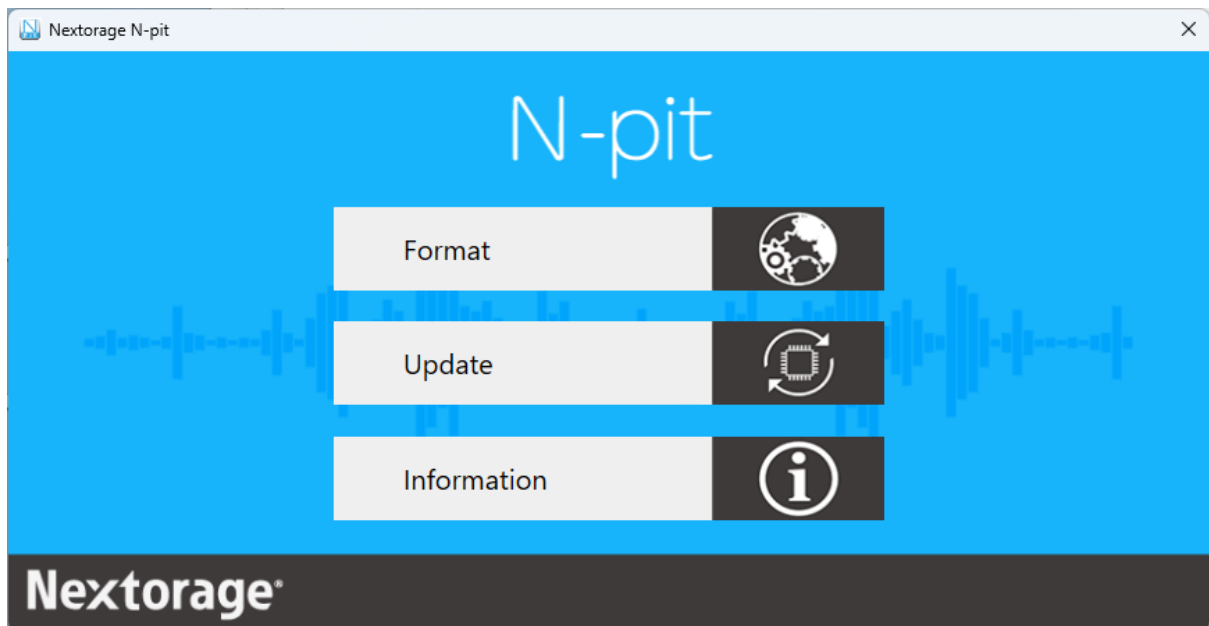 Nextorage N-pit
N-pit
Format
Update
Information
Nextorage®